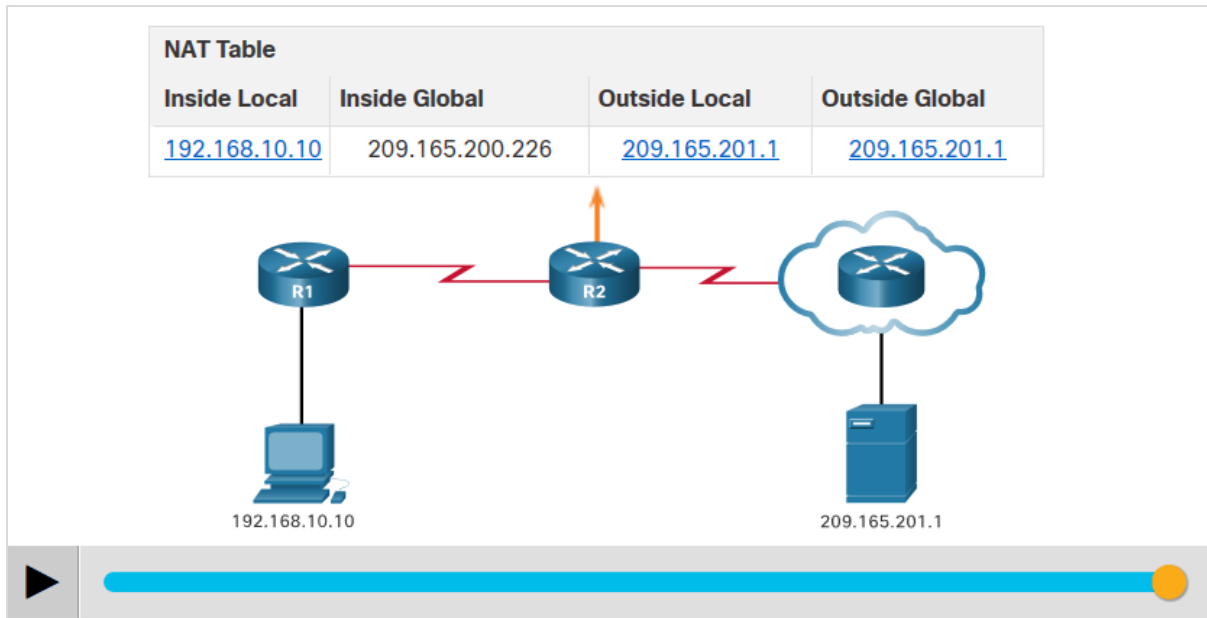 NAT Table
Inside Local Inside Global Outside Local Outside Global
192.168.10.10 209.165.200.226 209.165.201.1 209.165.201.1
R1 R2
192.168.10.10 209.165.201.1